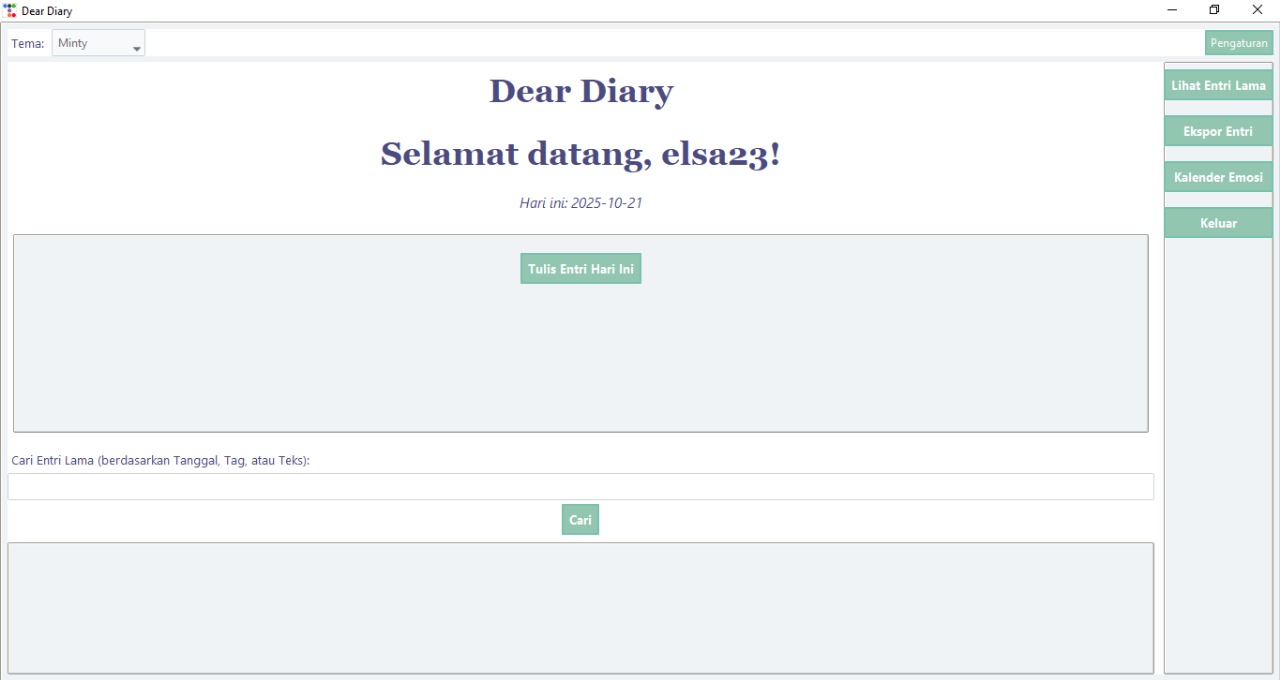 Dear Diary
Tema: Minty
Pengaturan
Dear Diary
Selamat datang, elsa23!
Hari ini: 2025-10-21
Tulis Entri Hari Ini
Cari Entri Lama (berdasarkan Tanggal, Tag, atau Teks):
Cari
Lihat Entri Lama
Ekspor Entri
Kalender Emosi
Keluar